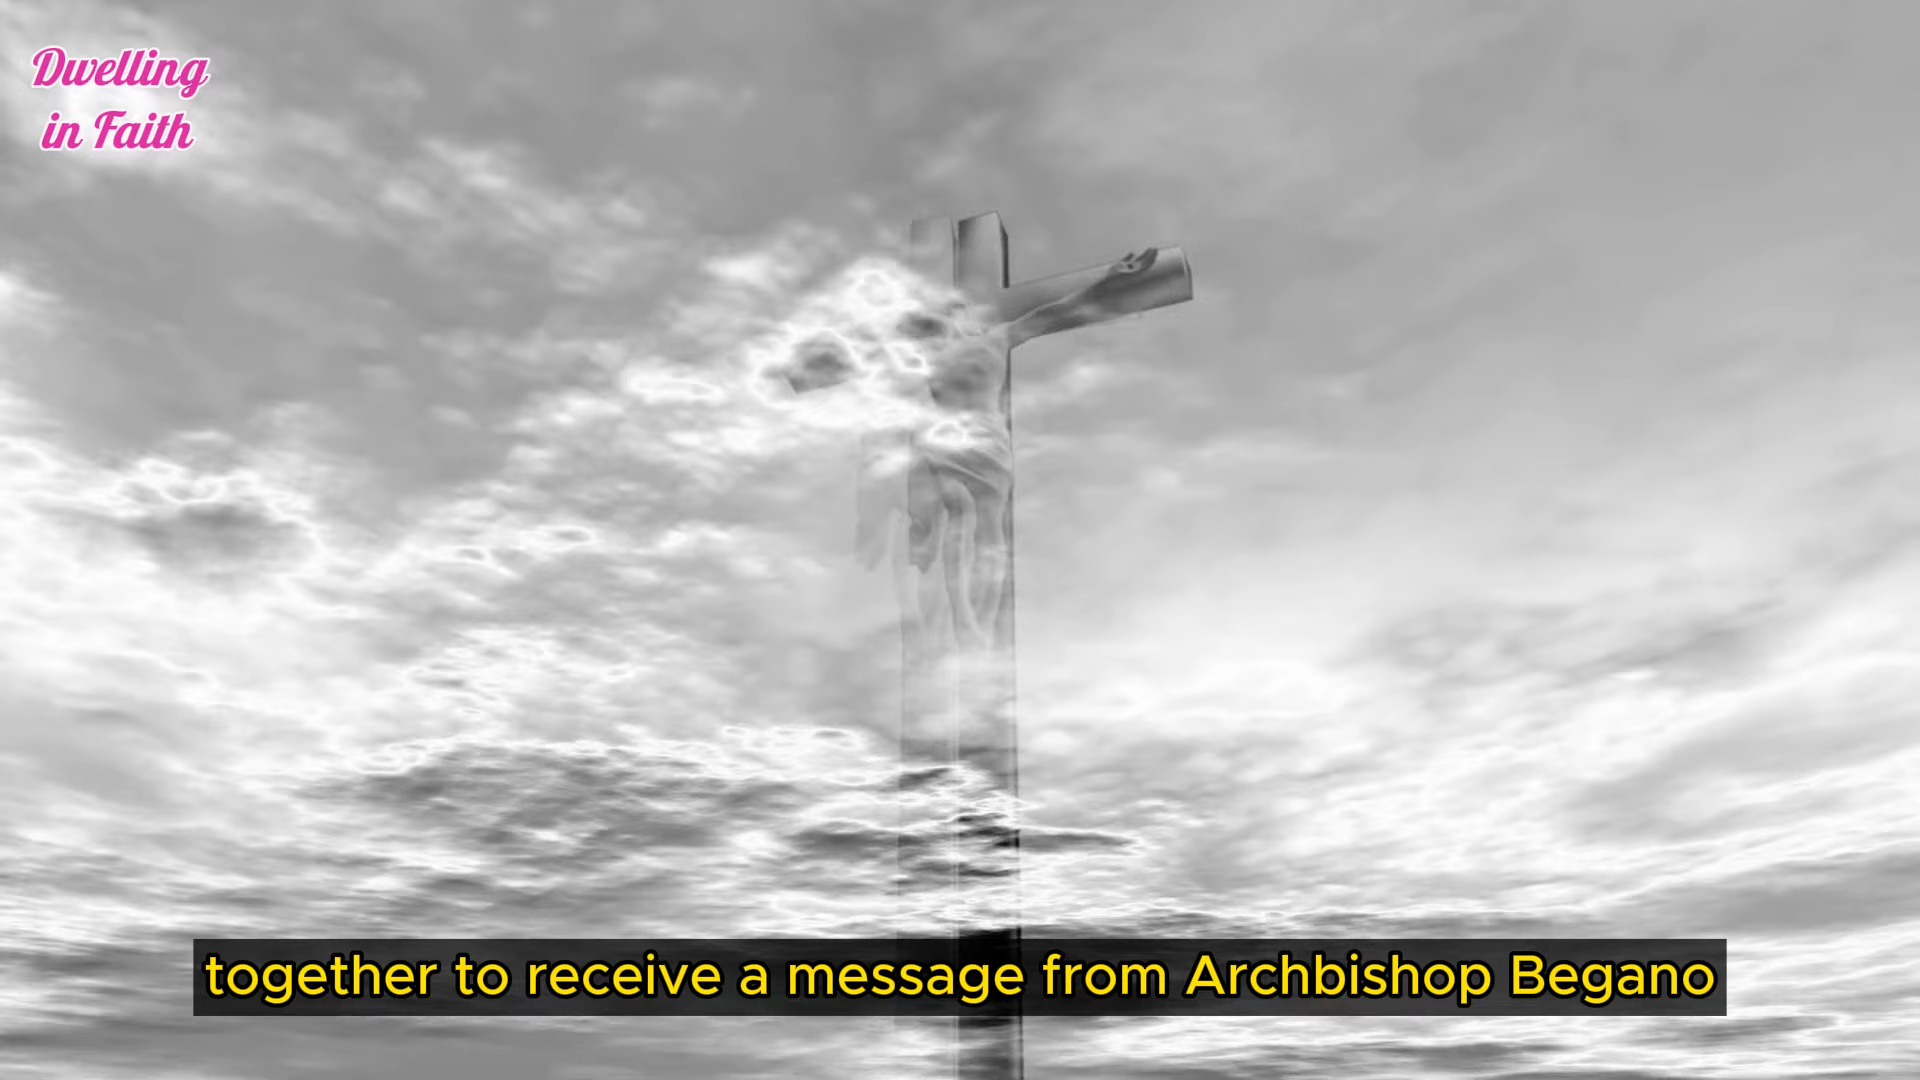 Dwelling
in Faith
together to receive a message from Archbishop Begano